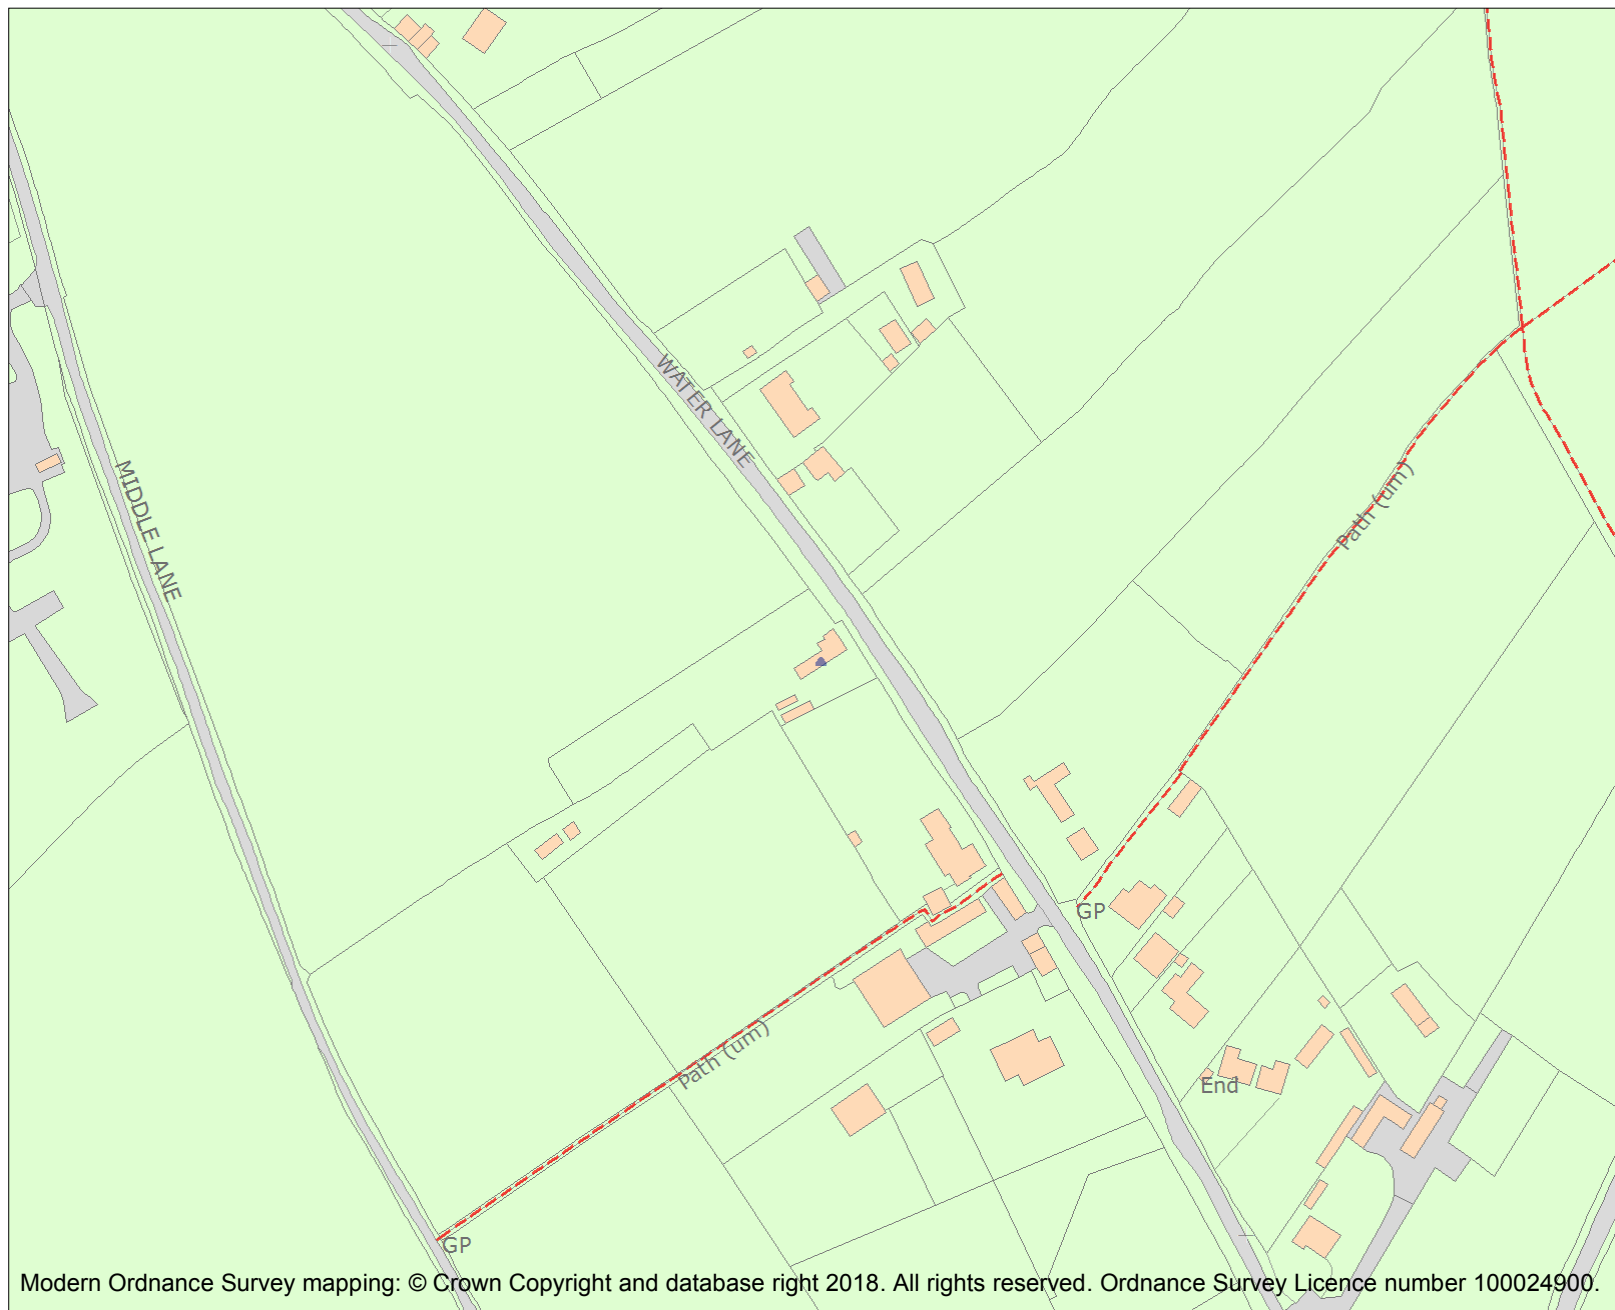 WATER LANE
MIDDLE LANE
Path (um)
GP
Path (um)
End
GP
Modern Ordnance Survey mapping: © Crown Copyright and database right 2018. All rights reserved. Ordnance Survey Licence number 100024900.